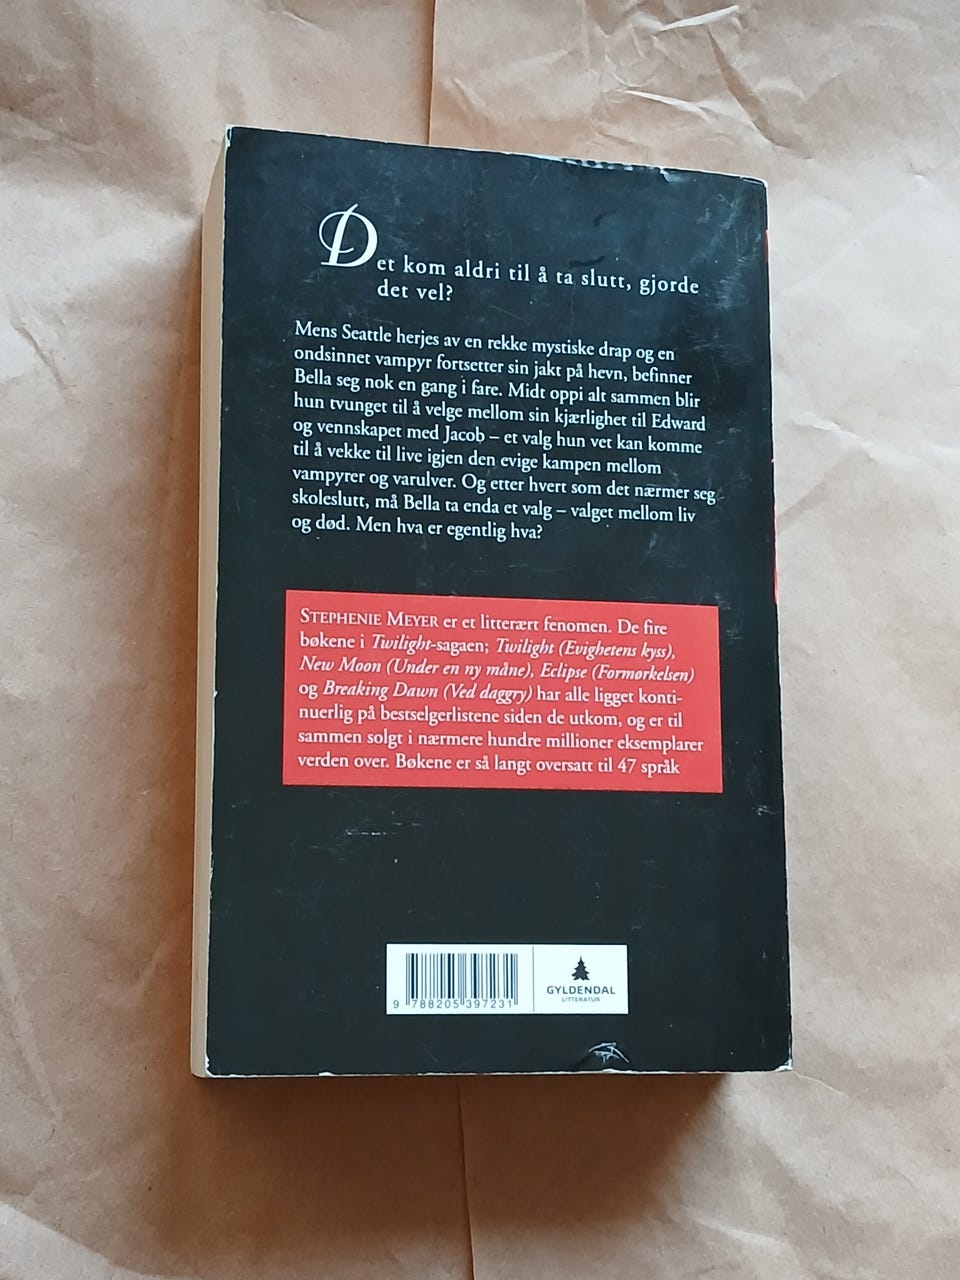 Det kom aldri til å ta slutt, gjorde
det vel?
Mens Seattle herjes av en rekke mystiske drap og en
ondsinnet vampyr fortsetter sin jakt på hevn, befinner
Bella seg nok en gang i fare. Midt oppi alt sammen blir
hun tvunget til å velge mellom sin kjærlighet til Edward
og vennskapet med Jacob – et valg hun vet kan komme
til å vekke til live igjen den evige kampen mellom
vampyrer og varulver. Og etter hvert som det nærmer seg
skoleslutt, må Bella ta enda et valg – valget mellom liv
og død. Men hva er egentlig hva?
STEPHENIE MEYER er et litterært fenomen. De fire
bøkene i Twilight-sagaen; Twilight (Evighetens kyss),
New Moon (Under en ny måne), Eclipse (Formørkelsen)
og Breaking Dawn (Ved daggry) har alle ligget konti-
nuerlig på bestselgerlistene siden de utkom, og er til
sammen solgt i nærmere hundre millioner eksemplarer
verden over. Bøkene er så langt oversatt til 47 språk
9 788205 397231
GYLDENDAL
LITTERATUR